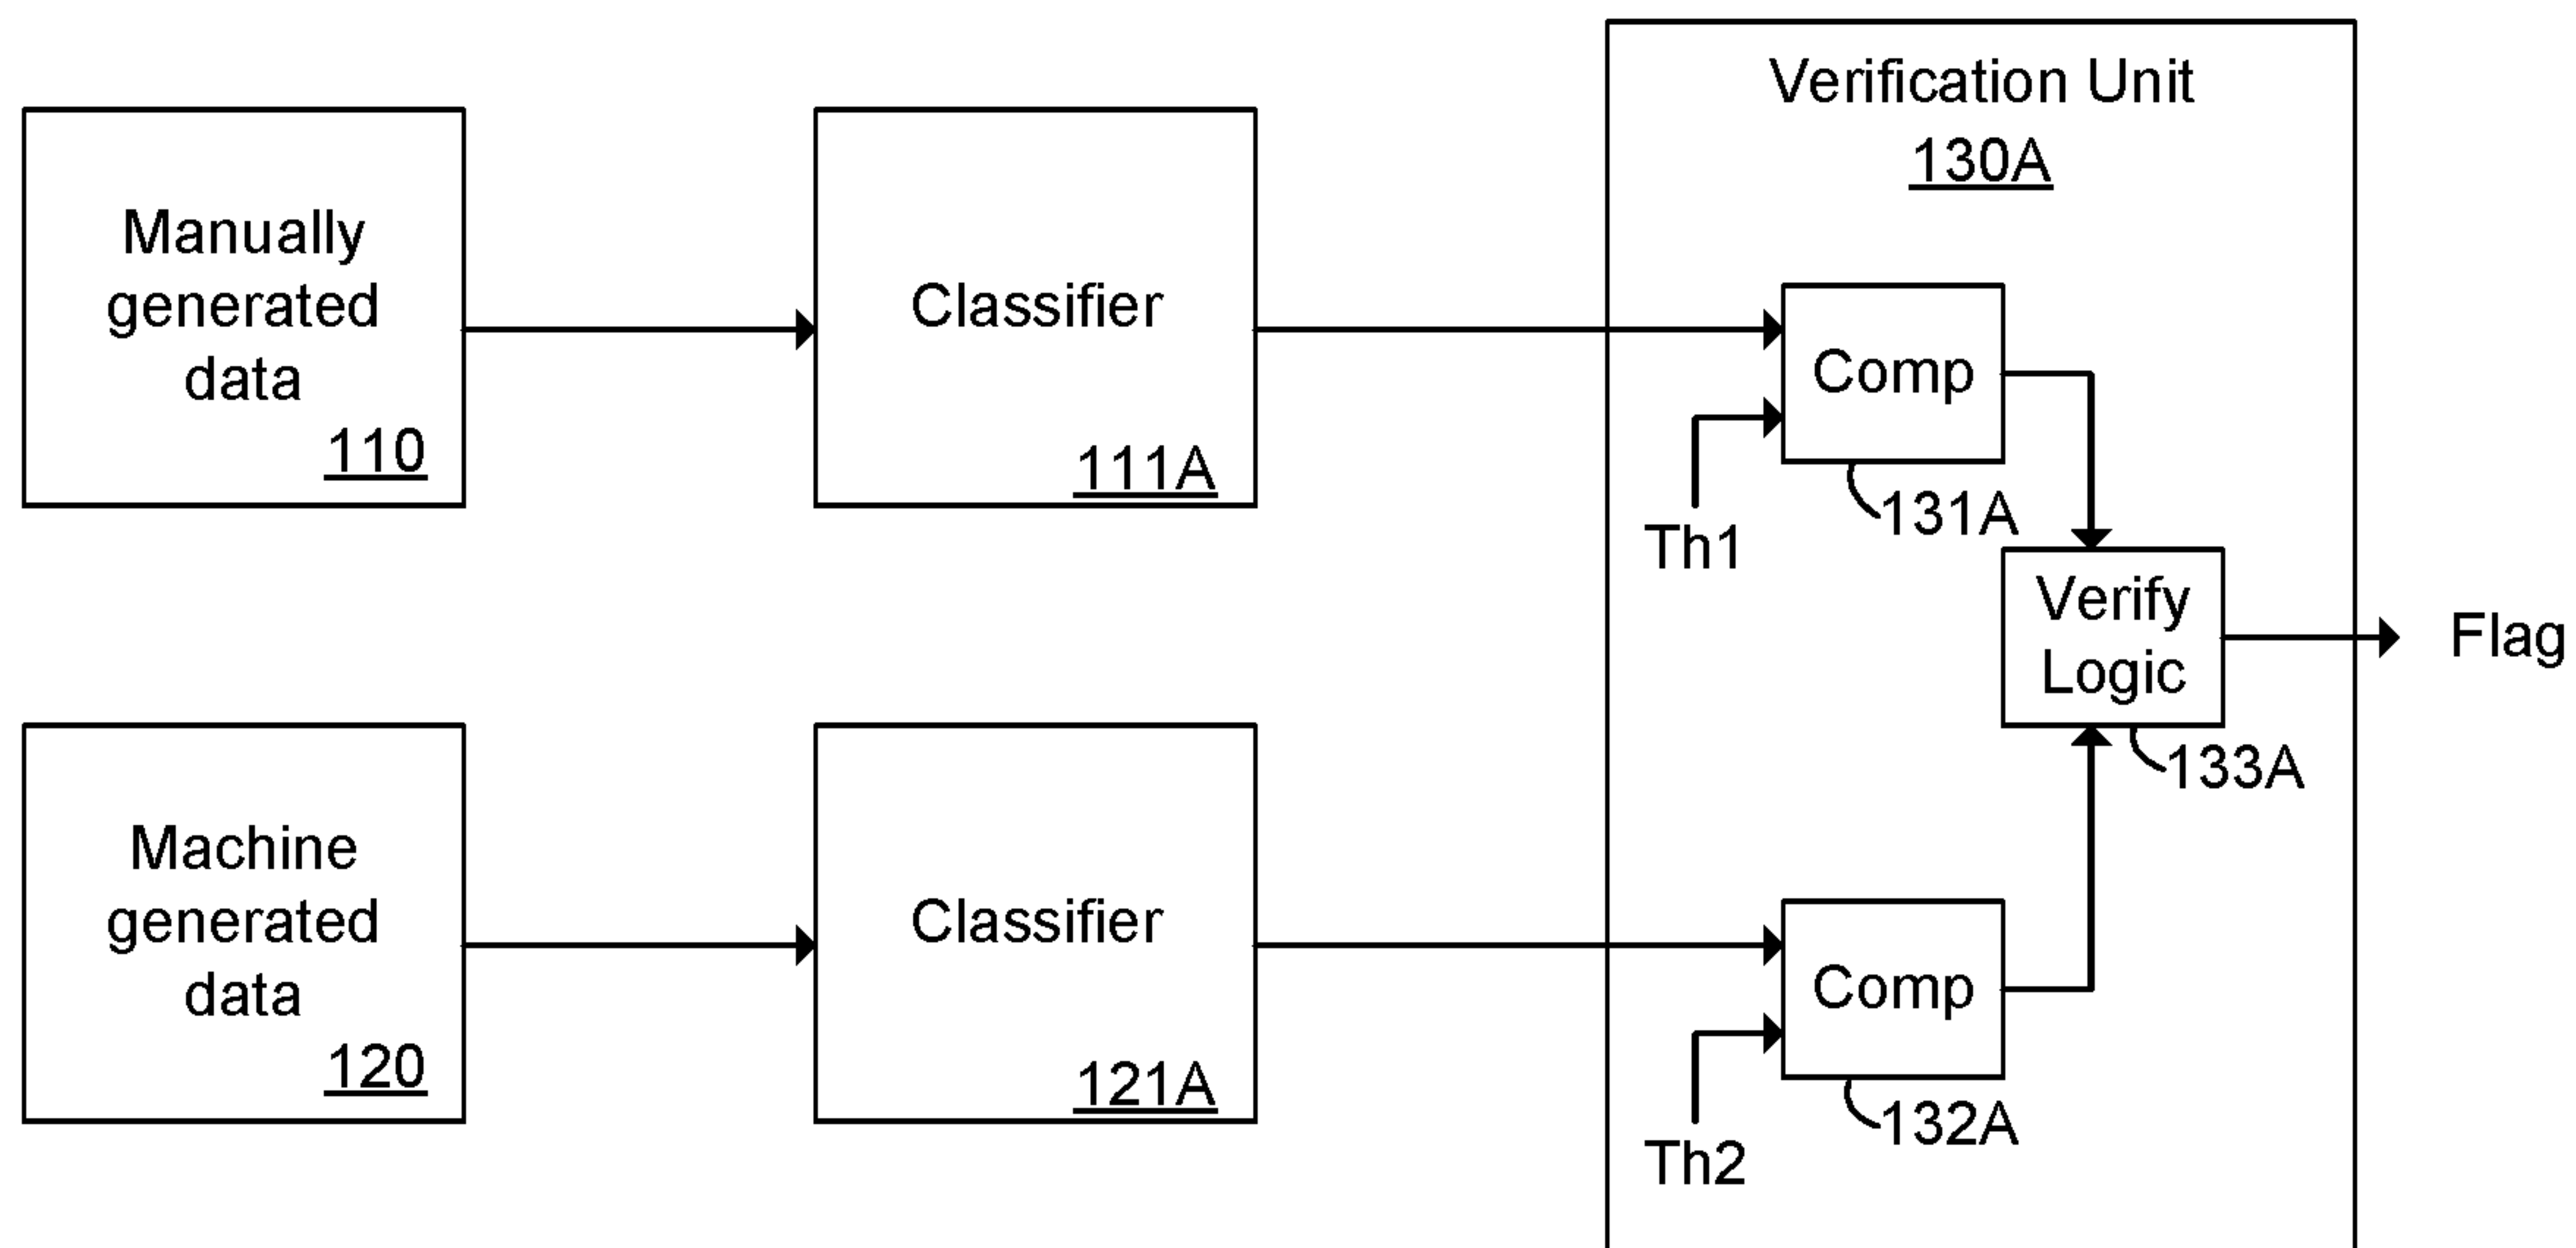 Verification Unit
130A
Manually
generated
data
110
Classifier
111A
Comp
131A
Th1
Verify
Logic
133A
Flag
Machine
generated
data
120
Classifier
121A
Comp
132A
Th2